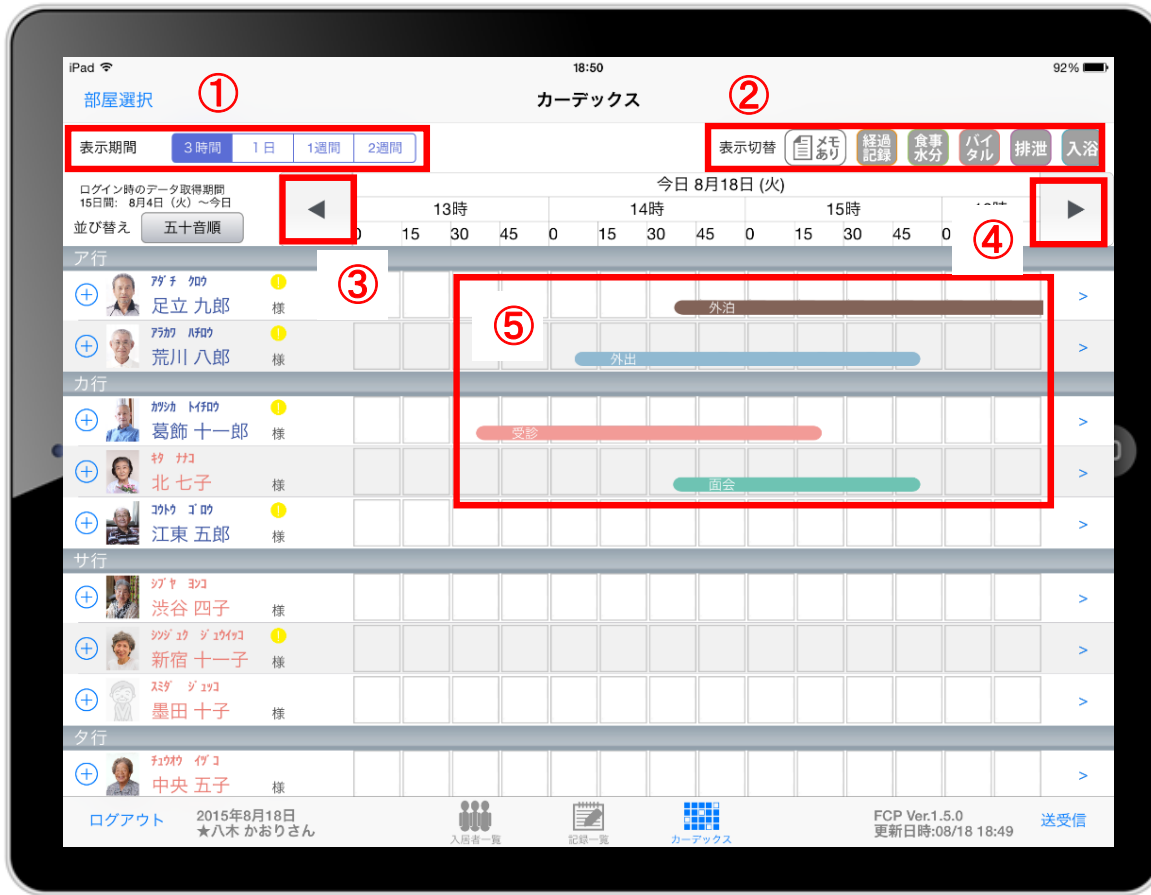 iPad 18:50 92%
部屋選択 ① カーデックス ②
表示期間 3時間 1日 1週間 2週間 表示切替 メモあり 経過記録 食事水分 バイタル 排泄 入浴
ログイン時のデータ取得期間
15日間: 8月4日（火）～今日
今日 8月18日 (火)
◀ 13時 14時 15時 ▶
並び替え 五十音順
15 30 45 0 15 30 45 0 15 30 45 0
③ ④
ア行
ｱﾀﾞﾁ ｸﾛｳ
足立 九郎 様
外泊
⑤
ｱﾗｶﾜ ﾊﾁﾛｳ
荒川 八郎 様
外出
カ行
ｶﾂｼｶ ﾄｲﾁﾛｳ
葛飾 十一郎 様
受診
ｷﾀ ﾅﾅｺ
北 七子 様
面会
ｺｳﾄｳ ｺﾞﾛｳ
江東 五郎 様
サ行
ｼﾌﾞﾔ ﾖﾝｺ
渋谷 四子 様
ｼﾝｼﾞｭｸ ｼﾞｭｳｲｯｺ
新宿 十一子 様
ｽﾐﾀﾞ ｼﾞｭｯｺ
墨田 十子 様
タ行
ﾁｭｳｵｳ ｲﾂﾞｺ
中央 五子 様
ログアウト 2015年8月18日
★八木 かおりさん
入居者一覧 記録一覧 カーデックス
FCP Ver.1.5.0
更新日時:08/18 18:49
送受信